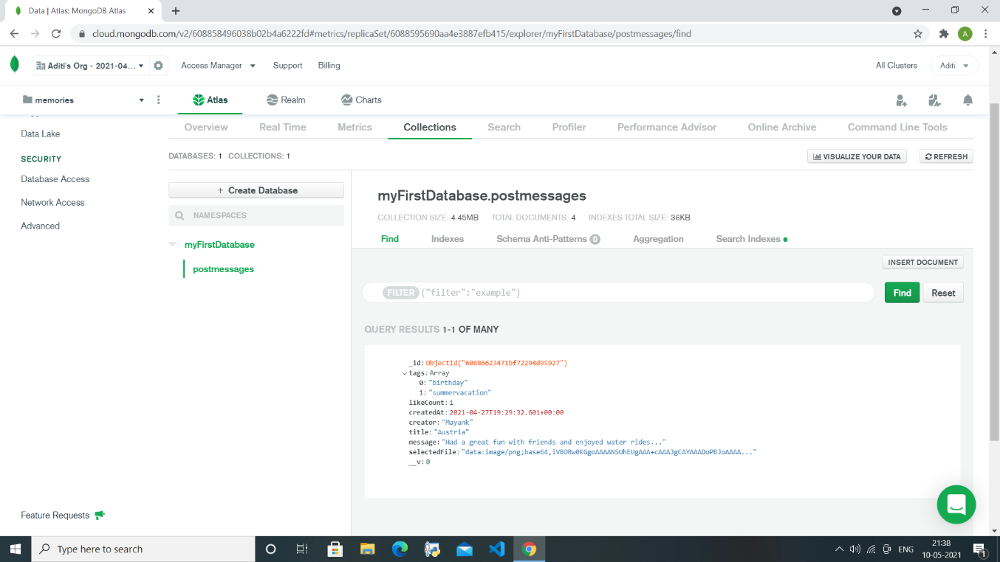 Data | Atlas: MongoDB Atlas
cloud.mongodb.com/v2/608858496038b02b4a6222fd#metrics/replicaSet/6088595690aa4e3887efb415/explorer/myFirstDatabase/postmessages/find
A
Aditi's Org - 2021-04... Access Manager Support Billing All Clusters Aditi
memories Atlas Realm Charts
Data Lake
SECURITY
Database Access
Network Access
Advanced
Feature Requests
Overview Real Time Metrics Collections Search Profiler Performance Advisor Online Archive Command Line Tools
DATABASES: 1 COLLECTIONS: 1 VISUALIZE YOUR DATA REFRESH
+ Create Database
NAMESPACES
myFirstDatabase
postmessages
myFirstDatabase.postmessages
COLLECTION SIZE: 4.45MB TOTAL DOCUMENTS: 4 INDEXES TOTAL SIZE: 36KB
Find Indexes Schema Anti-Patterns 0 Aggregation Search Indexes
INSERT DOCUMENT
FILTER {"filter":"example"} Find Reset
QUERY RESULTS 1-1 OF MANY
_id: ObjectId("60886623471bf72294d95927")
tags: Array
0: "birthday"
1: "summervacation"
likeCount: 1
createdAt: 2021-04-27T19:29:32.601+00:00
creator: "Mayank"
title: "Austria"
message: "Had a great fun with friends and enjoyed water rides..."
selectedFile: "data:image/png;base64,iVBORw0KGgoAAAANSUhEUgAAA+cAAAJgCAYAAADoPBJoAAAA..."
__v: 0
Type here to search
ENG
21:38
10-05-2021
1